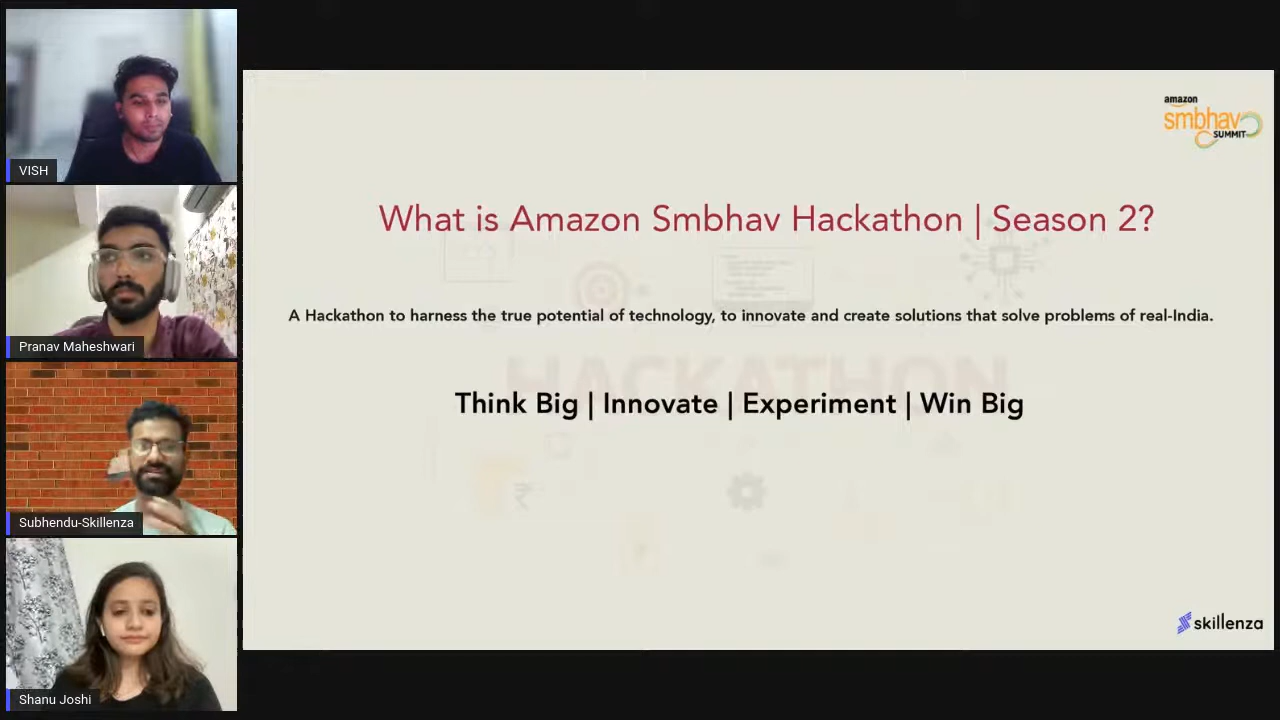 VISH
Pranav Maheshwari
Subhendu-Skillenza
Shanu Joshi
amazon
smbhav
SUMMIT
What is Amazon Smbhav Hackathon | Season 2?
A Hackathon to harness the true potential of technology, to innovate and create solutions that solve problems of real-India.
HACKATHON
Think Big | Innovate | Experiment | Win Big
₹
skillenza